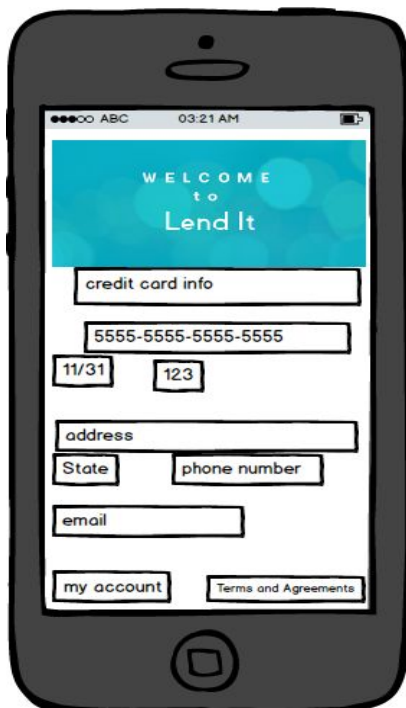 ABC 03:21 AM
WELCOME
to
Lend It
credit card info
5555-5555-5555-5555
11/31 123
address
State phone number
email
my account Terms and Agreements